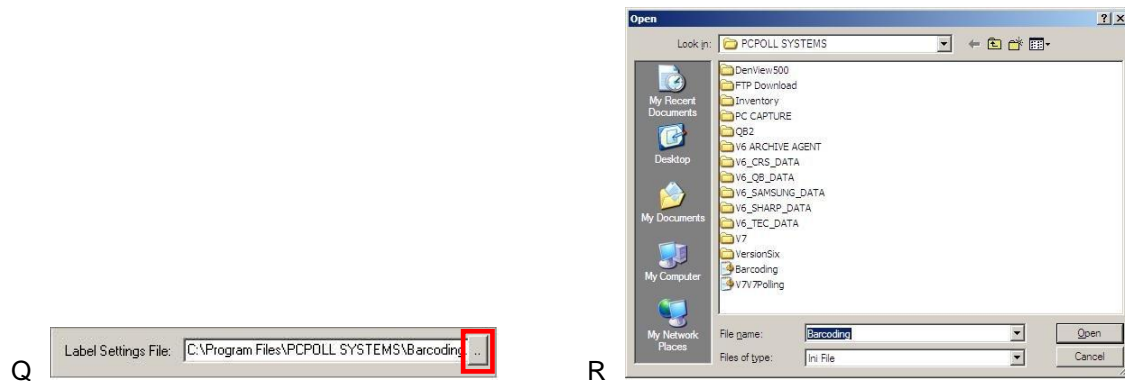 Open
Look in: PCPOLL SYSTEMS
My Recent Documents
Desktop
My Documents
My Computer
My Network Places
DenView500
FTP Download
Inventory
PC CAPTURE
QB2
V6 ARCHIVE AGENT
V6_CRS_DATA
V6_QB_DATA
V6_SAMSUNG_DATA
V6_SHARP_DATA
V6_TEC_DATA
V7
VersionSix
Barcoding
V7V7Polling
File name: Barcoding Open
Files of type: Ini File Cancel
Q Label Settings File: C:\Program Files\PCPOLL SYSTEMS\Barcoding. ..
R